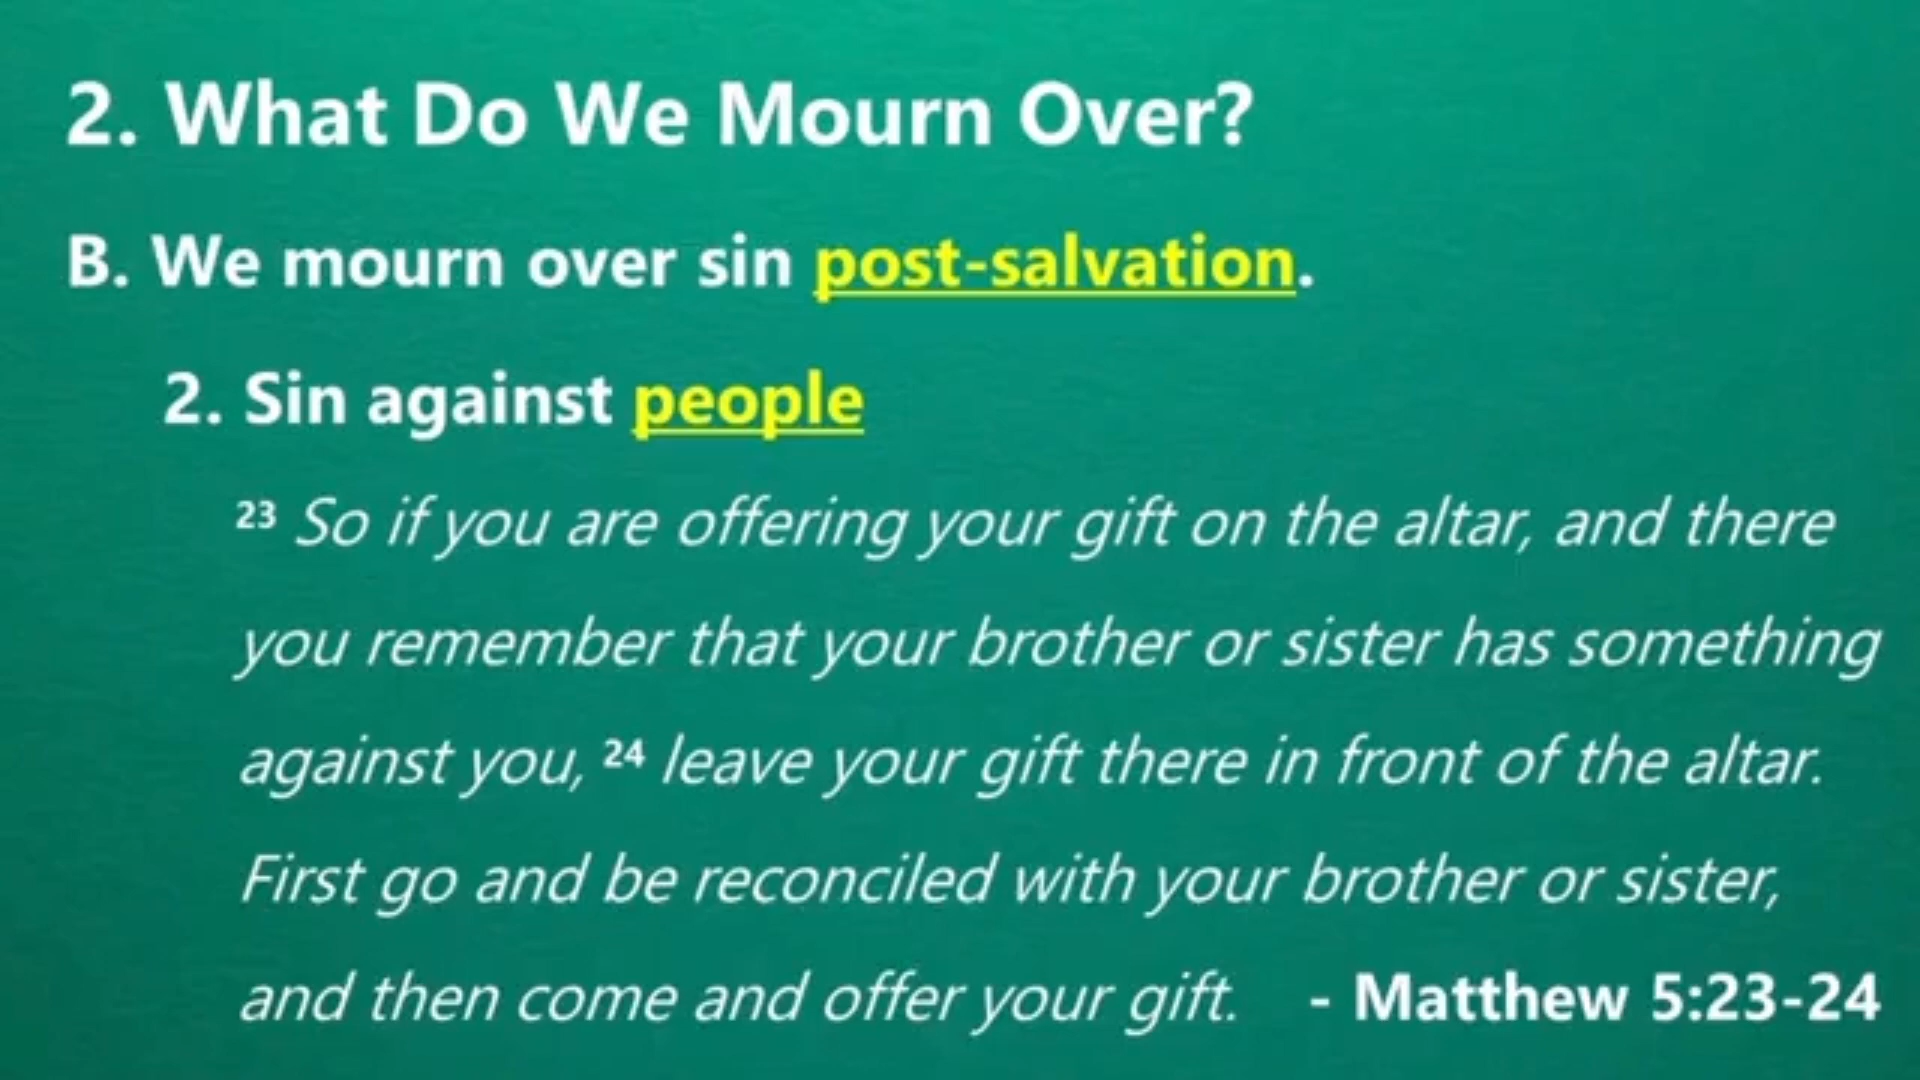 2. What Do We Mourn Over?
B. We mourn over sin post-salvation.
2. Sin against people
23 So if you are offering your gift on the altar, and there
you remember that your brother or sister has something
against you, 24 leave your gift there in front of the altar.
First go and be reconciled with your brother or sister,
and then come and offer your gift. - Matthew 5:23-24